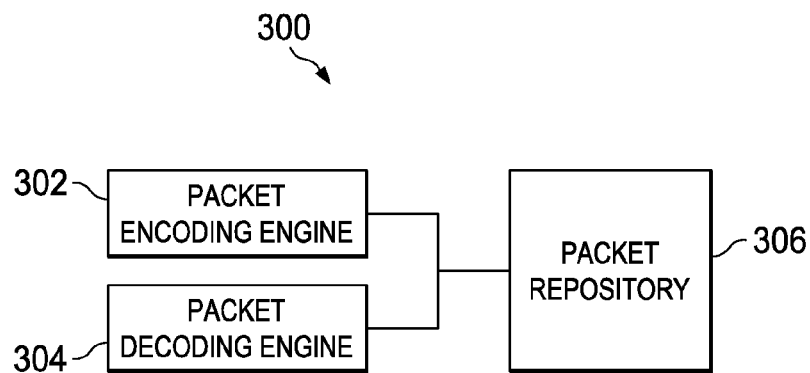 300
302
PACKET
ENCODING ENGINE
304
PACKET
DECODING ENGINE
PACKET
REPOSITORY
306